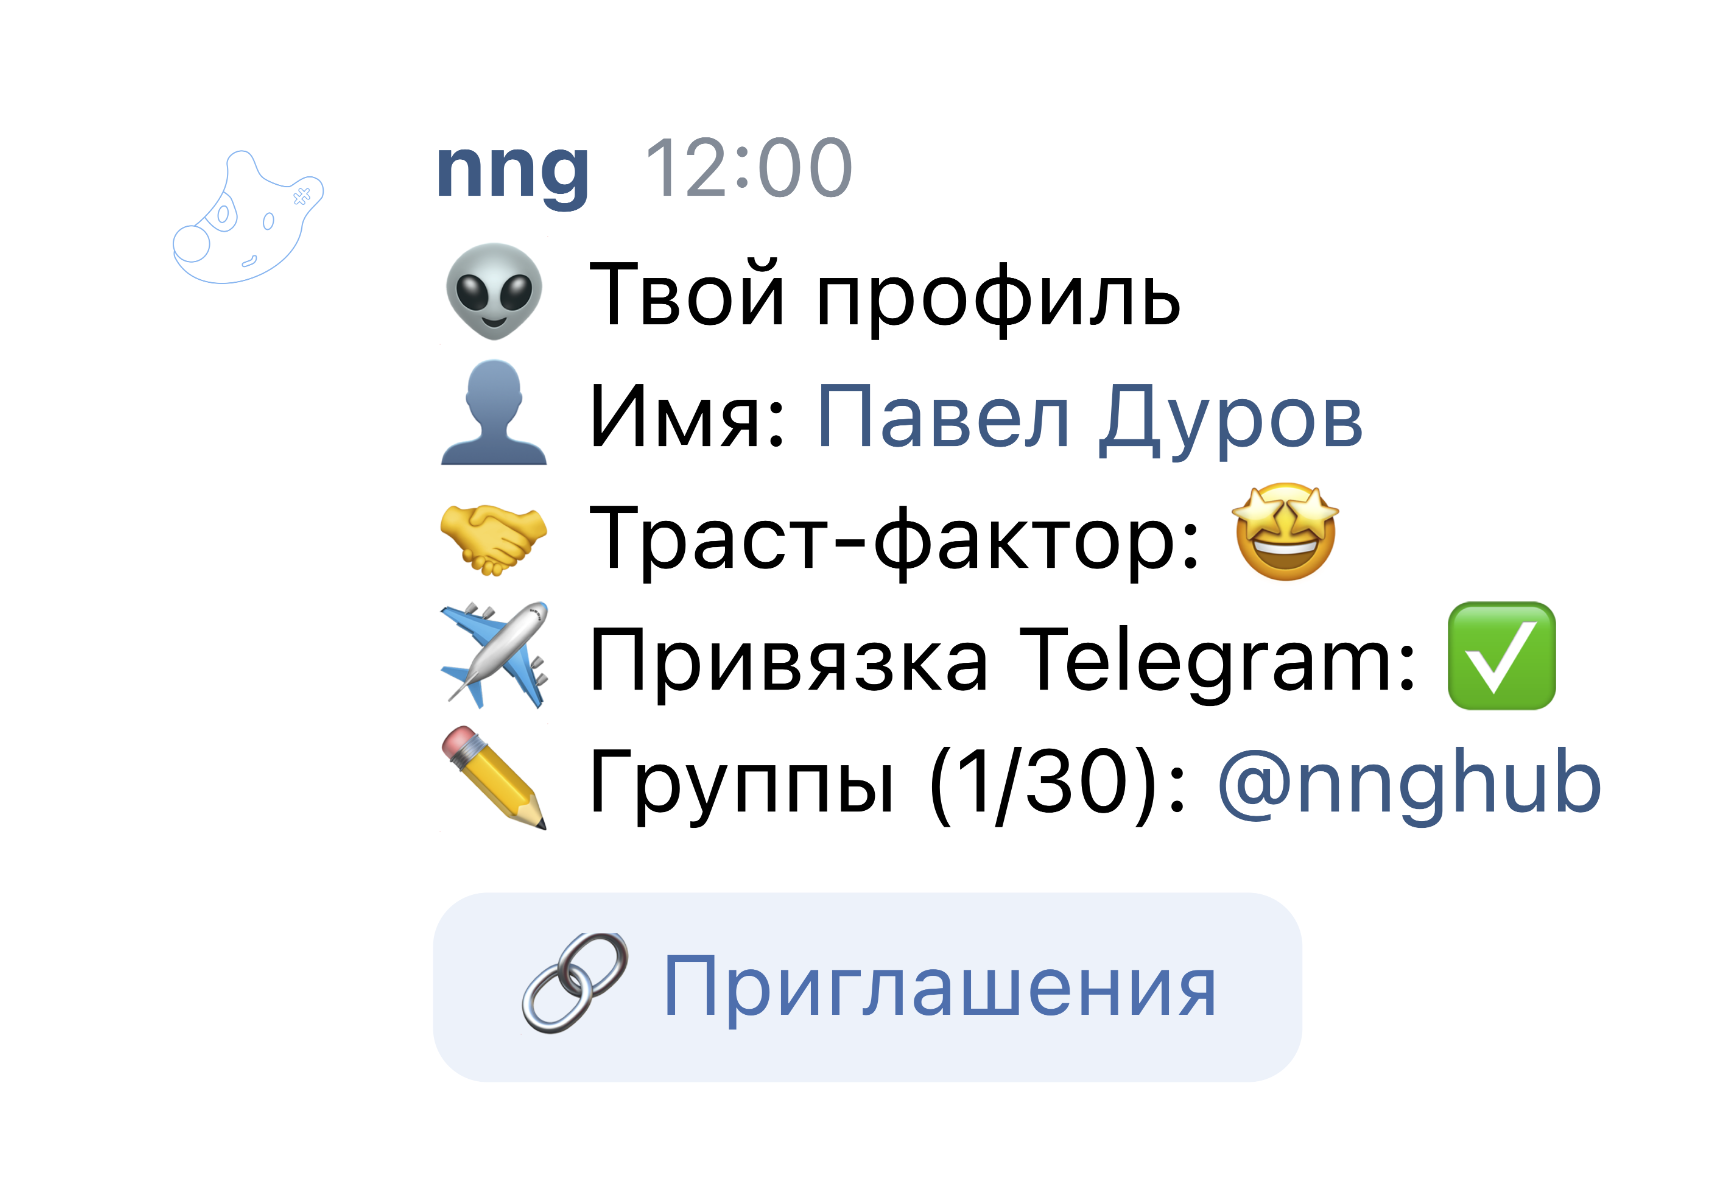 nng 12:00
👽 Твой профиль
👤 Имя: Павел Дуров
🤝 Траст-фактор: 🤩
✈️ Привязка Telegram: ✅
✏️ Группы (1/30): @nnghub
🔗 Приглашения